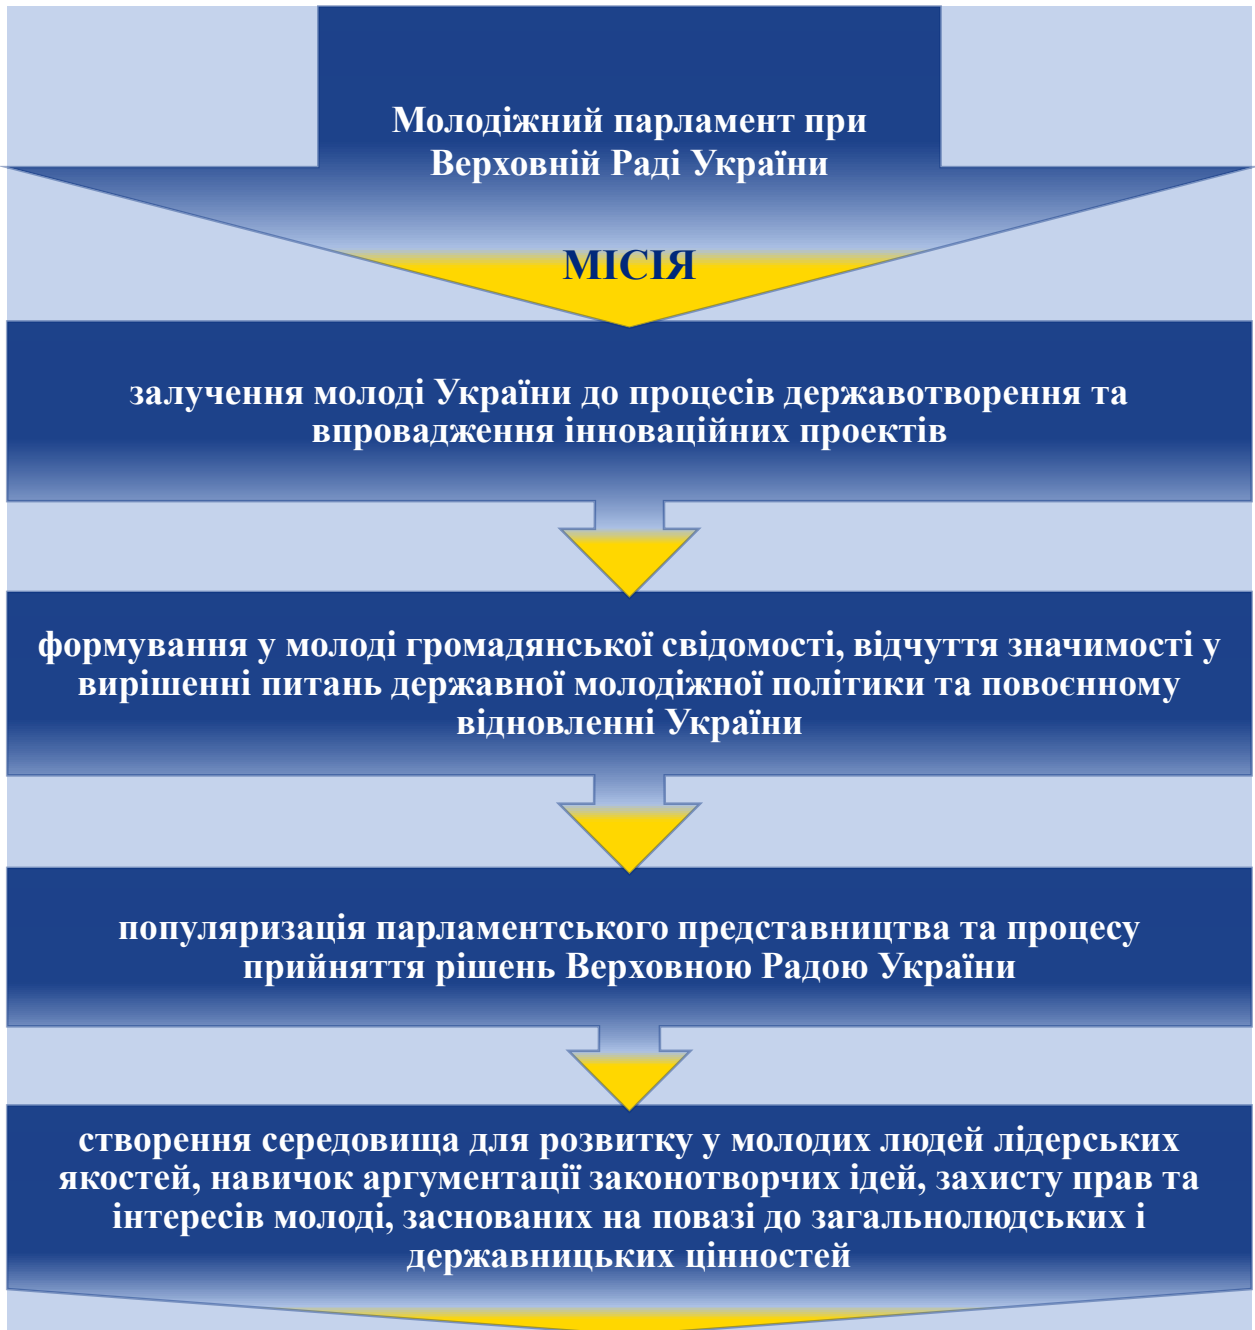 Молодіжний парламент при
Верховній Раді України
МІСІЯ
залучення молоді України до процесів державотворення та
впровадження інноваційних проектів
формування у молоді громадянської свідомості, відчуття значимості у
вирішенні питань державної молодіжної політики та повоєнному
відновленні України
популяризація парламентського представництва та процесу
прийняття рішень Верховною Радою України
створення середовища для розвитку у молодих людей лідерських
якостей, навичок аргументації законотворчих ідей, захисту прав та
інтересів молоді, заснованих на повазі до загальнолюдських і
державницьких цінностей